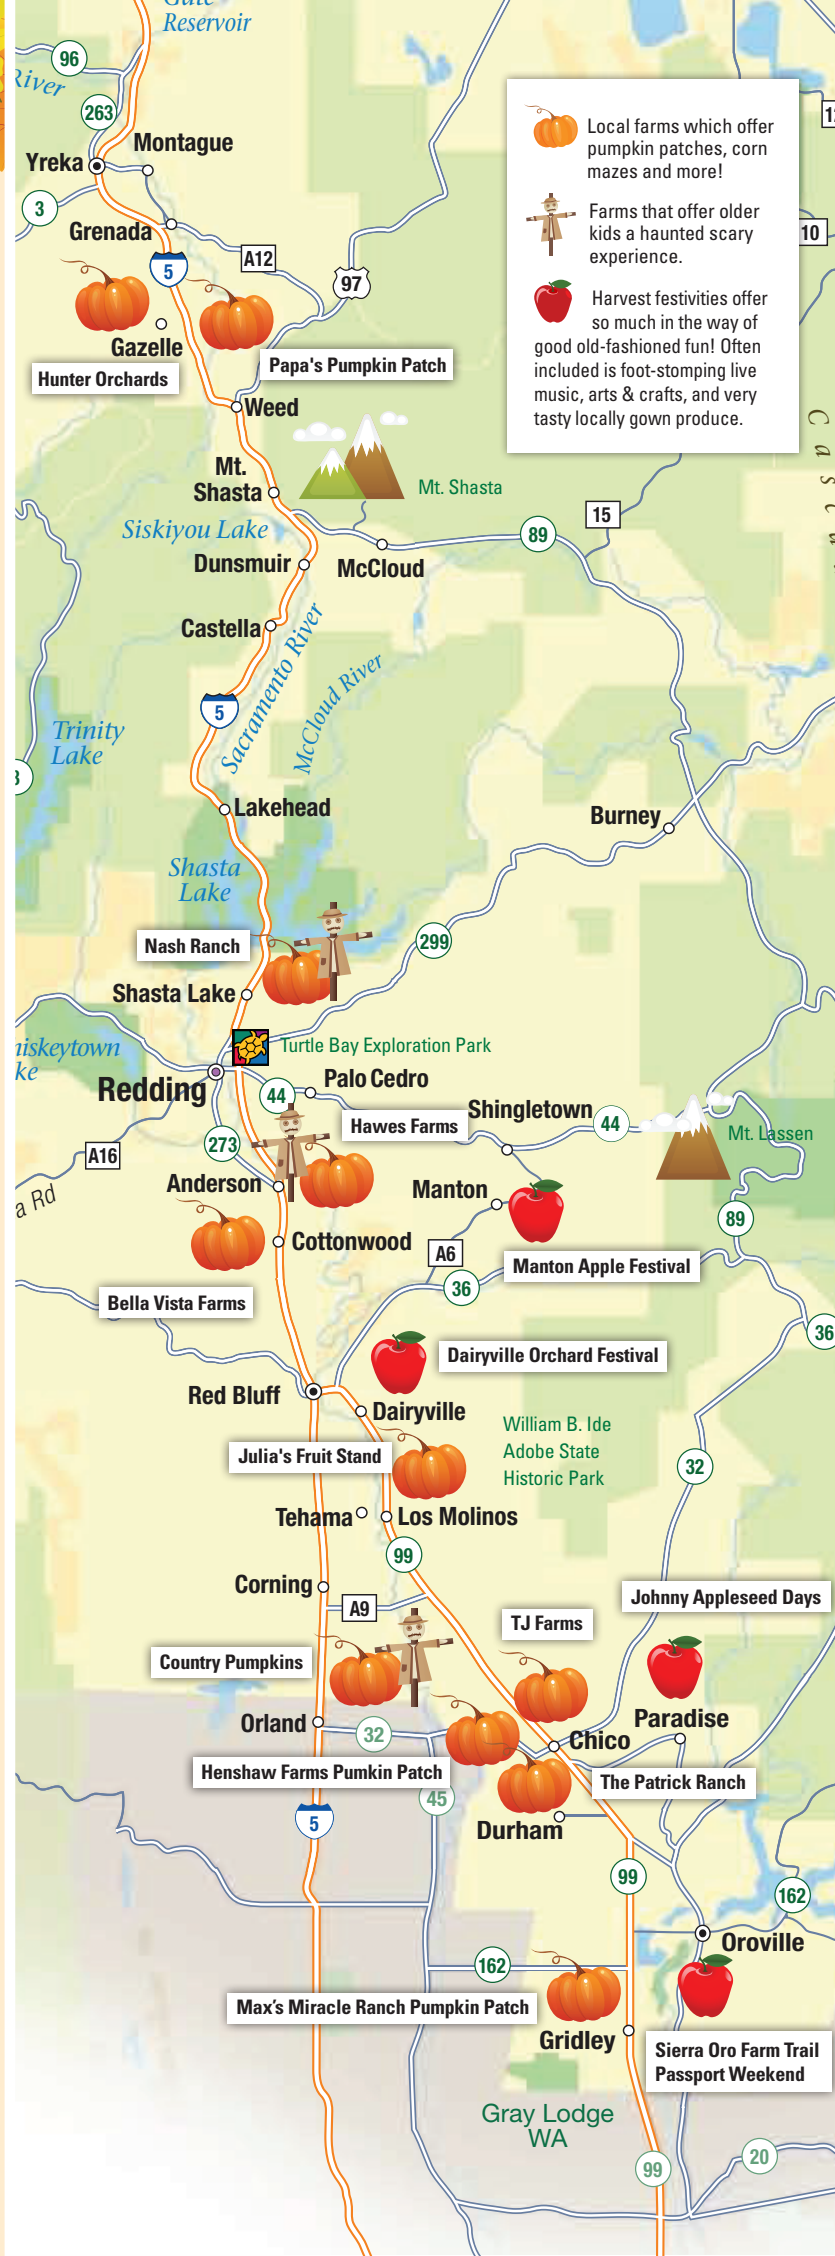 Gate
Reservoir
96
River
263
Montague
Yreka
3
Grenada
A12
5
97
Gazelle
Hunter Orchards
Papa's Pumpkin Patch
Local farms which offer
pumpkin patches, corn
mazes and more!
Farms that offer older
kids a haunted scary
experience.
Harvest festivities offer
so much in the way of
good old-fashioned fun! Often
included is foot-stomping live
music, arts & crafts, and very
tasty locally gown produce.
10
Weed
Mt.
Shasta
Mt. Shasta
15
Siskiyou Lake
89
Dunsmuir
McCloud
Castella
Sacramento River
McCloud River
5
Trinity
Lake
Lakehead
Burney
Shasta
Lake
Nash Ranch
299
Shasta Lake
Turtle Bay Exploration Park
niskeytown
ke
Redding
44
Palo Cedro
Hawes Farms
Shingletown
44
Mt. Lassen
A16
273
a Rd
Anderson
Manton
89
Cottonwood
A6
Manton Apple Festival
36
Bella Vista Farms
36
Dairyville Orchard Festival
Red Bluff
Dairyville
William B. Ide
Adobe State
Historic Park
Julia's Fruit Stand
32
Tehama
Los Molinos
99
Corning
A9
Johnny Appleseed Days
TJ Farms
Country Pumpkins
Orland
32
Paradise
Chico
Henshaw Farms Pumkin Patch
The Patrick Ranch
45
5
Durham
99
162
Oroville
162
Max's Miracle Ranch Pumpkin Patch
Gridley
Sierra Oro Farm Trail
Passport Weekend
Gray Lodge
WA
99
20